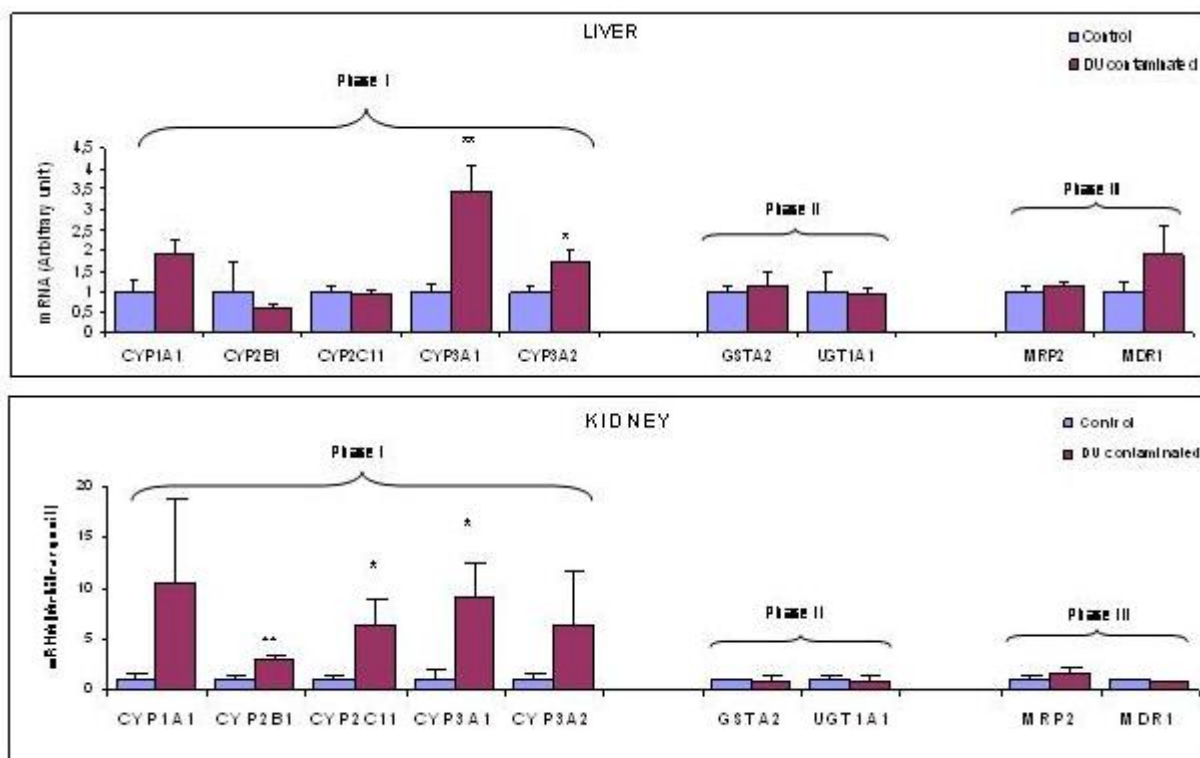 LIVER
Control
DU contaminated
Phase I
Phase II
Phase III
mRNA (Arbitrary unit)
4,5
4
3,5
3
2,5
2
1,5
1
0,5
0
**
*
CYP1A1 CYP2B1 CYP2C11 CYP3A1 CYP3A2 GSTA2 UGT1A1 MRP2 MDR1
KIDNEY
Control
DU contaminated
Phase I
Phase II
Phase III
20
15
10
5
0
**
*
*
CYP1A1 CYP2B1 CYP2C11 CYP3A1 CYP3A2 GSTA2 UGT1A1 MRP2 MDR1